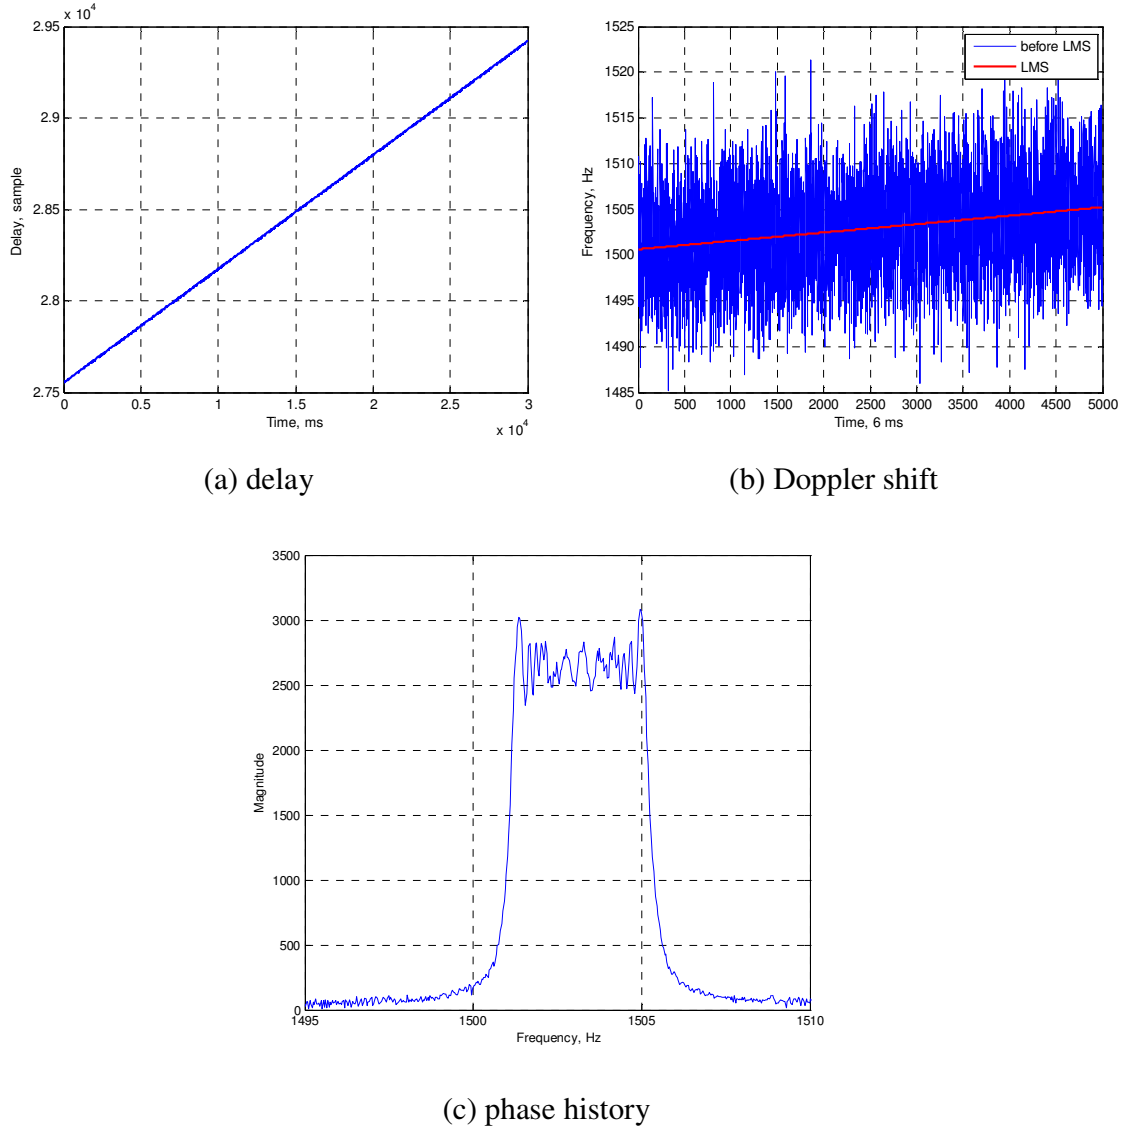 x 10^4
2.95
2.9
2.85
2.8
2.75
Delay, sample
0 0.5 1 1.5 2 2.5 3
Time, ms
x 10^4
(a) delay
1525
1520
1515
1510
1505
1500
1495
1490
1485
Frequency, Hz
before LMS
LMS
0 500 1000 1500 2000 2500 3000 3500 4000 4500 5000
Time, 6 ms
(b) Doppler shift
3500
3000
2500
2000
1500
1000
500
0
Magnitude
1495 1500 1505 1510
Frequency, Hz
(c) phase history